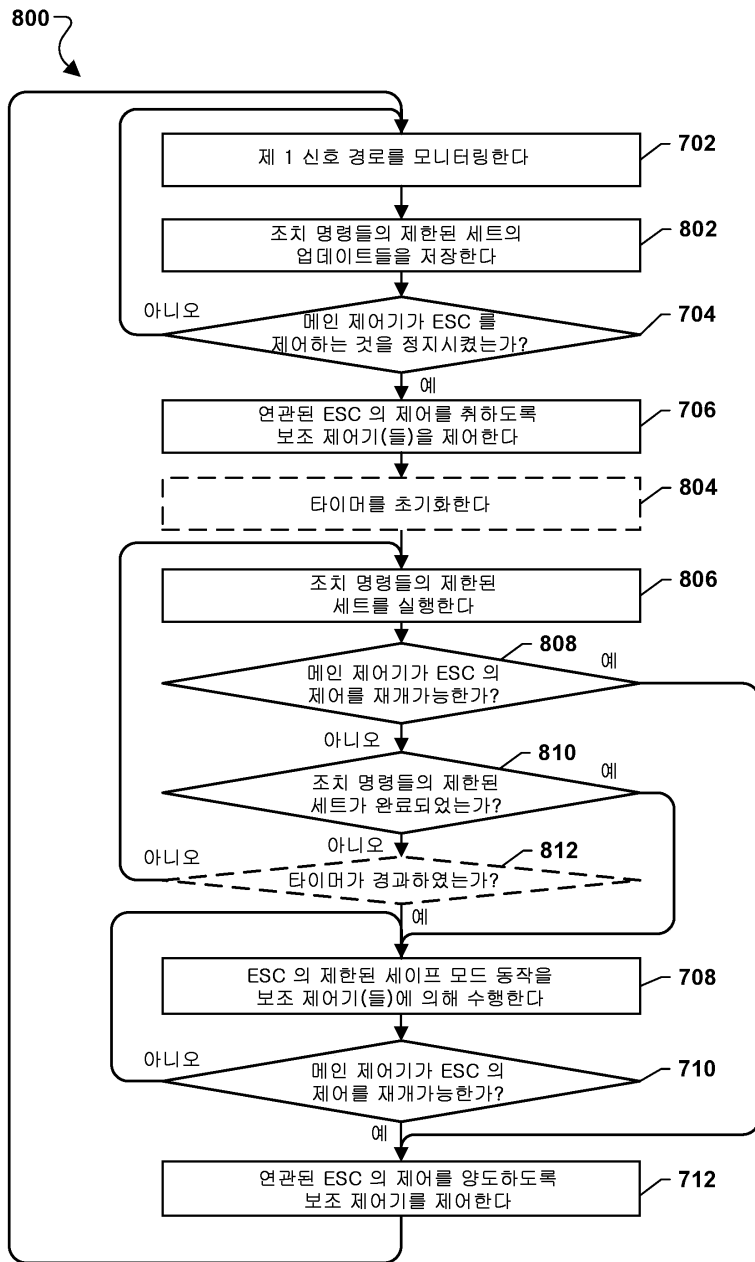 800
제 1 신호 경로를 모니터링한다
702
조치 명령들의 제한된 세트의
업데이트들을 저장한다
802
아니오
메인 제어기가 ESC 를
제어하는 것을 정지시켰는가?
704
예
연관된 ESC 의 제어를 취하도록
보조 제어기(들)을 제어한다
706
타이머를 초기화한다
804
조치 명령들의 제한된
세트를 실행한다
806
808
메인 제어기가 ESC 의
제어를 재개가능한가?
예
아니오
810
조치 명령들의 제한된
세트가 완료되었는가?
예
아니오
812
아니오
타이머가 경과하였는가?
예
ESC 의 제한된 세이프 모드 동작을
보조 제어기(들)에 의해 수행한다
708
아니오
메인 제어기가 ESC 의
제어를 재개가능한가?
710
예
연관된 ESC 의 제어를 양도하도록
보조 제어기를 제어한다
712